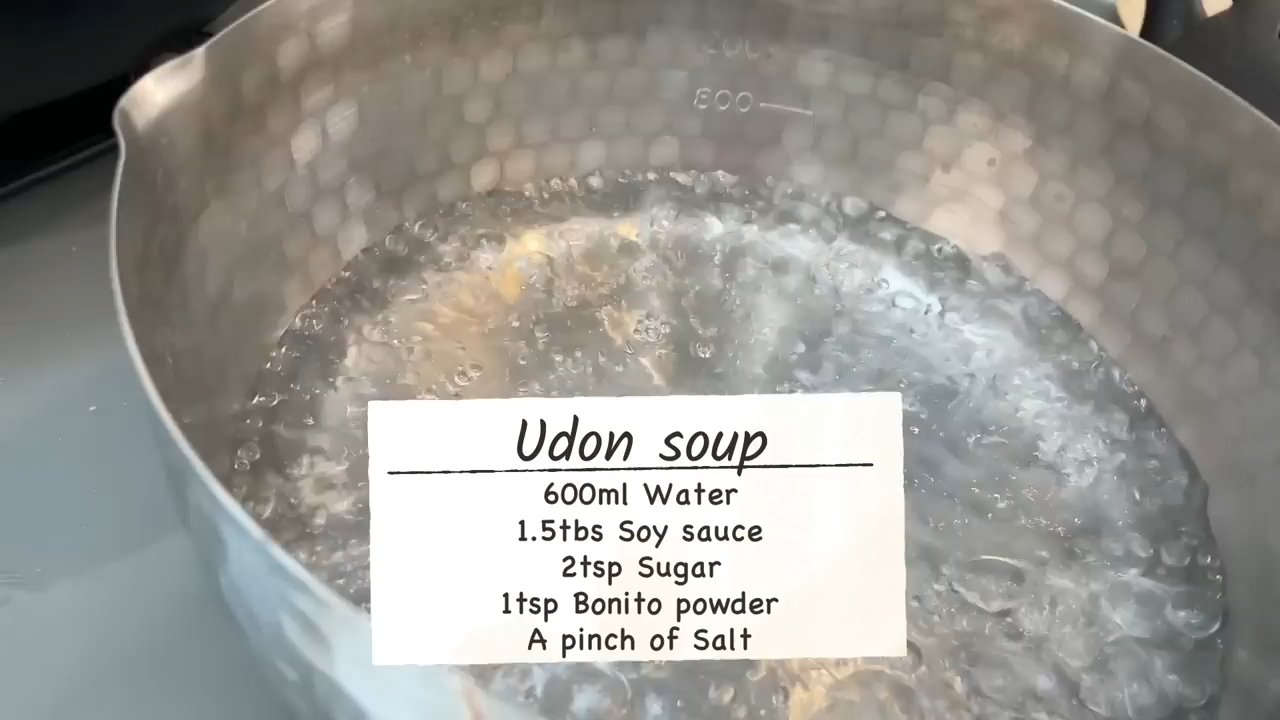 800
Udon soup
600ml Water
1.5tbs Soy sauce
2tsp Sugar
1tsp Bonito powder
A pinch of Salt